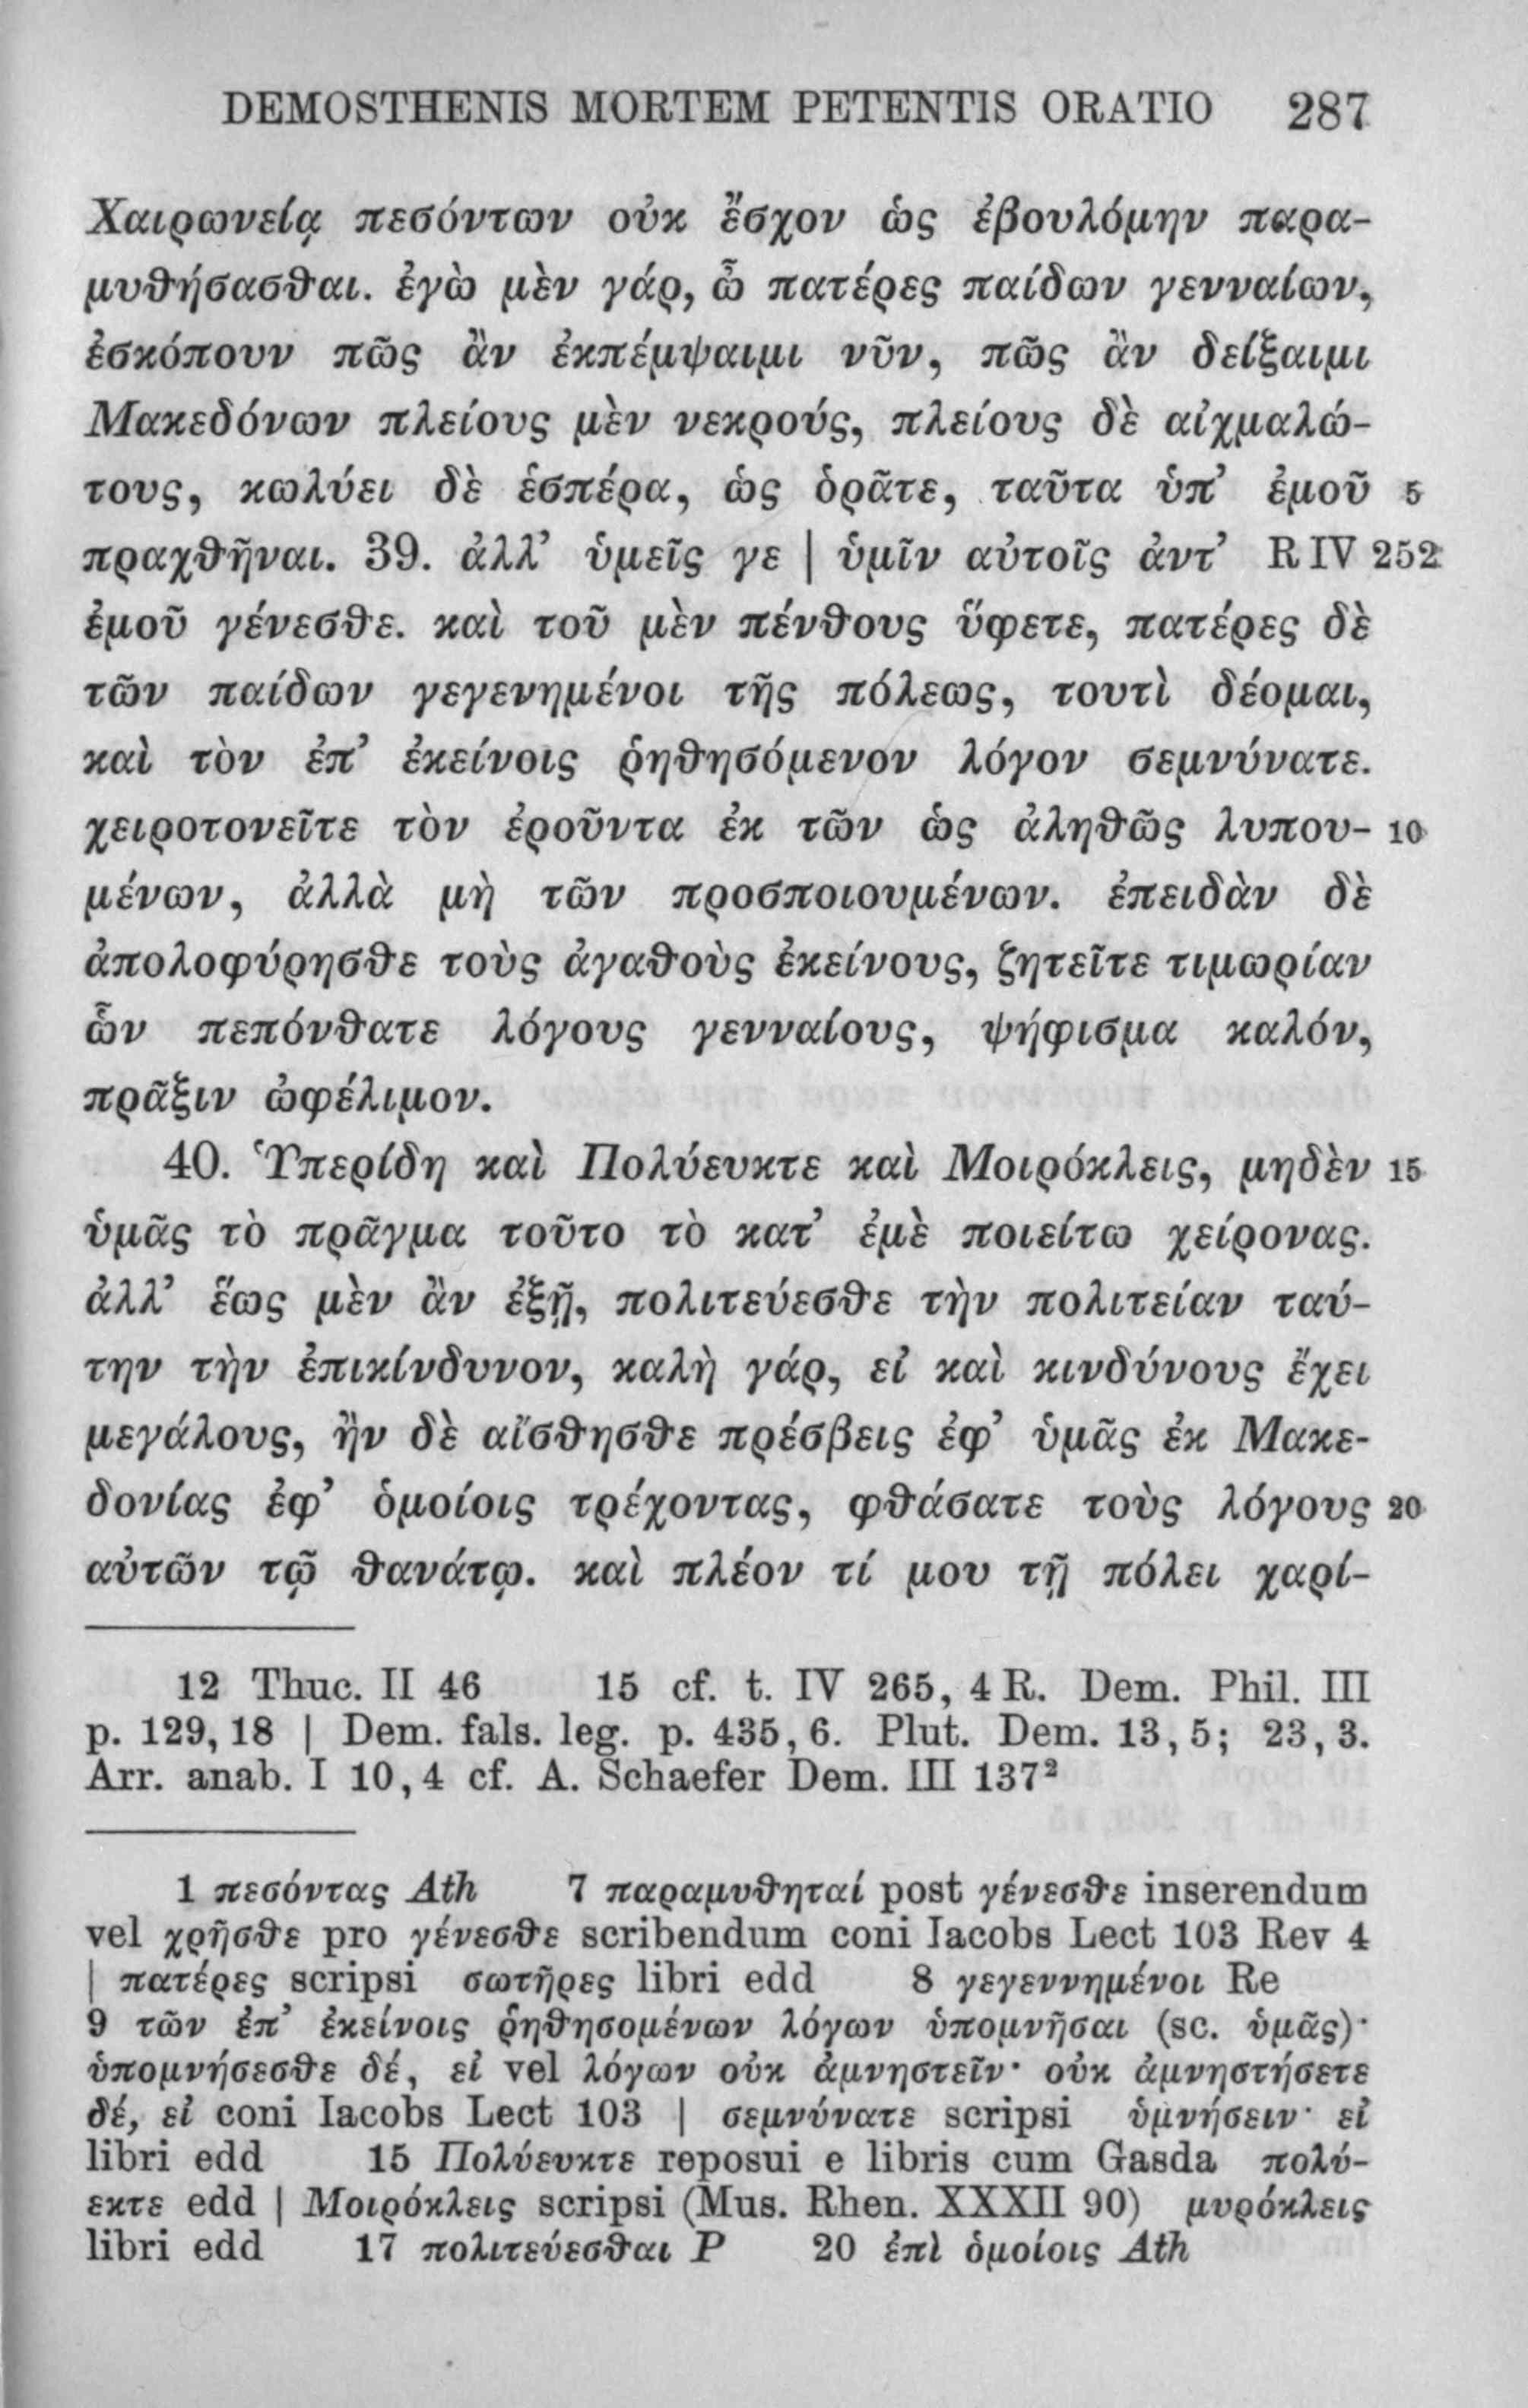 DEMOSTHENIS MORTEM PETENTIS ORATIO 287
Χαιρωνείᾳ πεσόντων οὐκ ἔσχον ὡς ἐβουλόμην παρα-
μυθήσασθαι. ἐγὼ μὲν γάρ, ὦ πατέρες παίδων γενναίων,
ἐσκόπουν πῶς ἂν ἐκπέμψαιμι νῦν, πῶς ἂν δείξαιμι
Μακεδόνων πλείους μὲν νεκρούς, πλείους δὲ αἰχμαλώ-
τους, κωλύει δὲ ἑσπέρα, ὡς ὁρᾶτε, ταῦτα ὑπ’ ἐμοῦ 5
πραχθῆναι. 39. ἀλλ’ ὑμεῖς γε | ὑμῖν αὐτοῖς ἀντ’ R IV 252
ἐμοῦ γένεσθε. καὶ τοῦ μὲν πένθους ὕφετε, πατέρες δὲ
τῶν παίδων γεγενημένοι τῆς πόλεως, τουτὶ δέομαι,
καὶ τὸν ἐπ’ ἐκείνοις ῥηθησόμενον λόγον σεμνύνατε.
χειροτονεῖτε τὸν ἐροῦντα ἐκ τῶν ὡς ἀληθῶς λυπου- 10
μένων, ἀλλὰ μὴ τῶν προσποιουμένων. ἐπειδὰν δὲ
ἀπολοφύρησθε τοὺς ἀγαθοὺς ἐκείνους, ζητεῖτε τιμωρίαν
ὧν πεπόνθατε λόγους γενναίους, ψήφισμα καλόν,
πρᾶξιν ὠφέλιμον.
40. Ὑπερίδη καὶ Πολύευκτε καὶ Μοιρόκλεις, μηδὲν 15
ὑμᾶς τὸ πρᾶγμα τοῦτο τὸ κατ’ ἐμὲ ποιείτω χείρονας.
ἀλλ’ ἕως μὲν ἂν ἐξῇ, πολιτεύεσθε τὴν πολιτείαν ταύ-
την τὴν ἐπικίνδυνον, καλὴ γάρ, εἰ καὶ κινδύνους ἔχει
μεγάλους, ἢν δὲ αἴσθησθε πρέσβεις ἐφ’ ὑμᾶς ἐκ Μακε-
δονίας ἐφ’ ὁμοίοις τρέχοντας, φθάσατε τοὺς λόγους 20
αὐτῶν τῷ θανάτῳ. καὶ πλέον τί μου τῇ πόλει χαρί-
12 Thuc. II 46 15 cf. t. IV 265, 4 R. Dem. Phil. III
p. 129, 18 | Dem. fals. leg. p. 435, 6. Plut. Dem. 13, 5; 23, 3.
Arr. anab. I 10, 4 cf. A. Schaefer Dem. III 137²
1 πεσόντας Ath 7 παραμυθηταί post γένεσθε inserendum
vel χρῆσθε pro γένεσθε scribendum coni Iacobs Lect 103 Rev 4
| πατέρες scripsi σωτῆρες libri edd 8 γεγεννημένοι Re
9 τῶν ἐπ’ ἐκείνοις ῥηθησομένων λόγων ὑπομνῆσαι (sc. ὑμᾶς)·
ὑπομνήσεσθε δέ, εἰ vel λόγων οὐκ ἀμνηστεῖν· οὐκ ἀμνηστήσετε
δέ, εἰ coni Iacobs Lect 103 | σεμνύνατε scripsi ὑμνήσειν· εἰ
libri edd 15 Πολύευκτε reposui e libris cum Gasda πολύ-
εκτε edd | Μοιρόκλεις scripsi (Mus. Rhen. XXXII 90) μυρόκλεις
libri edd 17 πολιτεύεσθαι P 20 ἐπὶ ὁμοίοις Ath